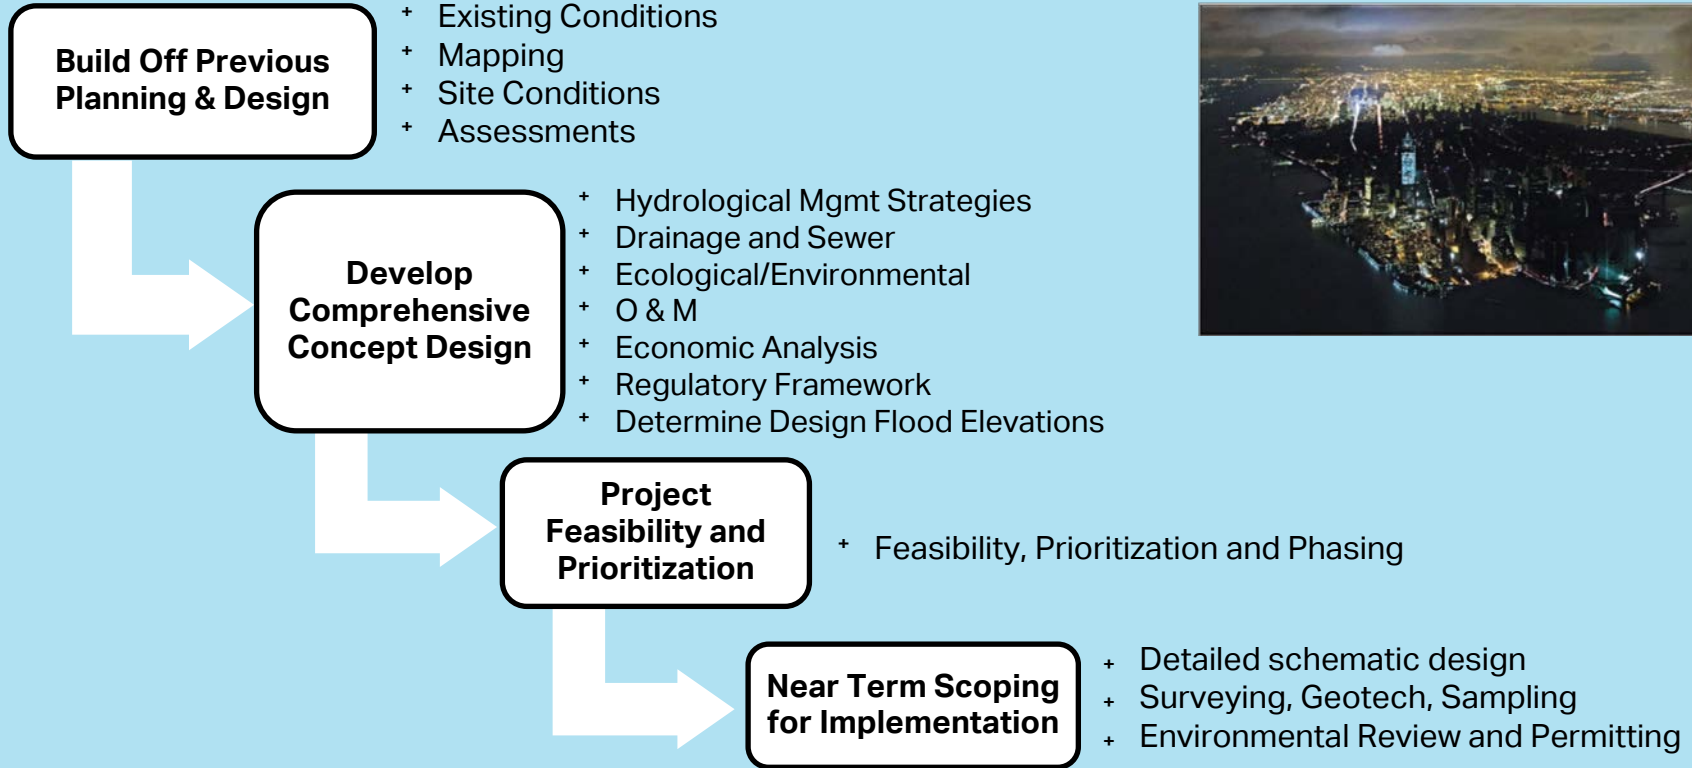 Build Off Previous
Planning & Design
+ Existing Conditions
+ Mapping
+ Site Conditions
+ Assessments
Develop
Comprehensive
Concept Design
+ Hydrological Mgmt Strategies
+ Drainage and Sewer
+ Ecological/Environmental
+ O & M
+ Economic Analysis
+ Regulatory Framework
+ Determine Design Flood Elevations
Project
Feasibility and
Prioritization
+ Feasibility, Prioritization and Phasing
Near Term Scoping
for Implementation
+ Detailed schematic design
+ Surveying, Geotech, Sampling
+ Environmental Review and Permitting